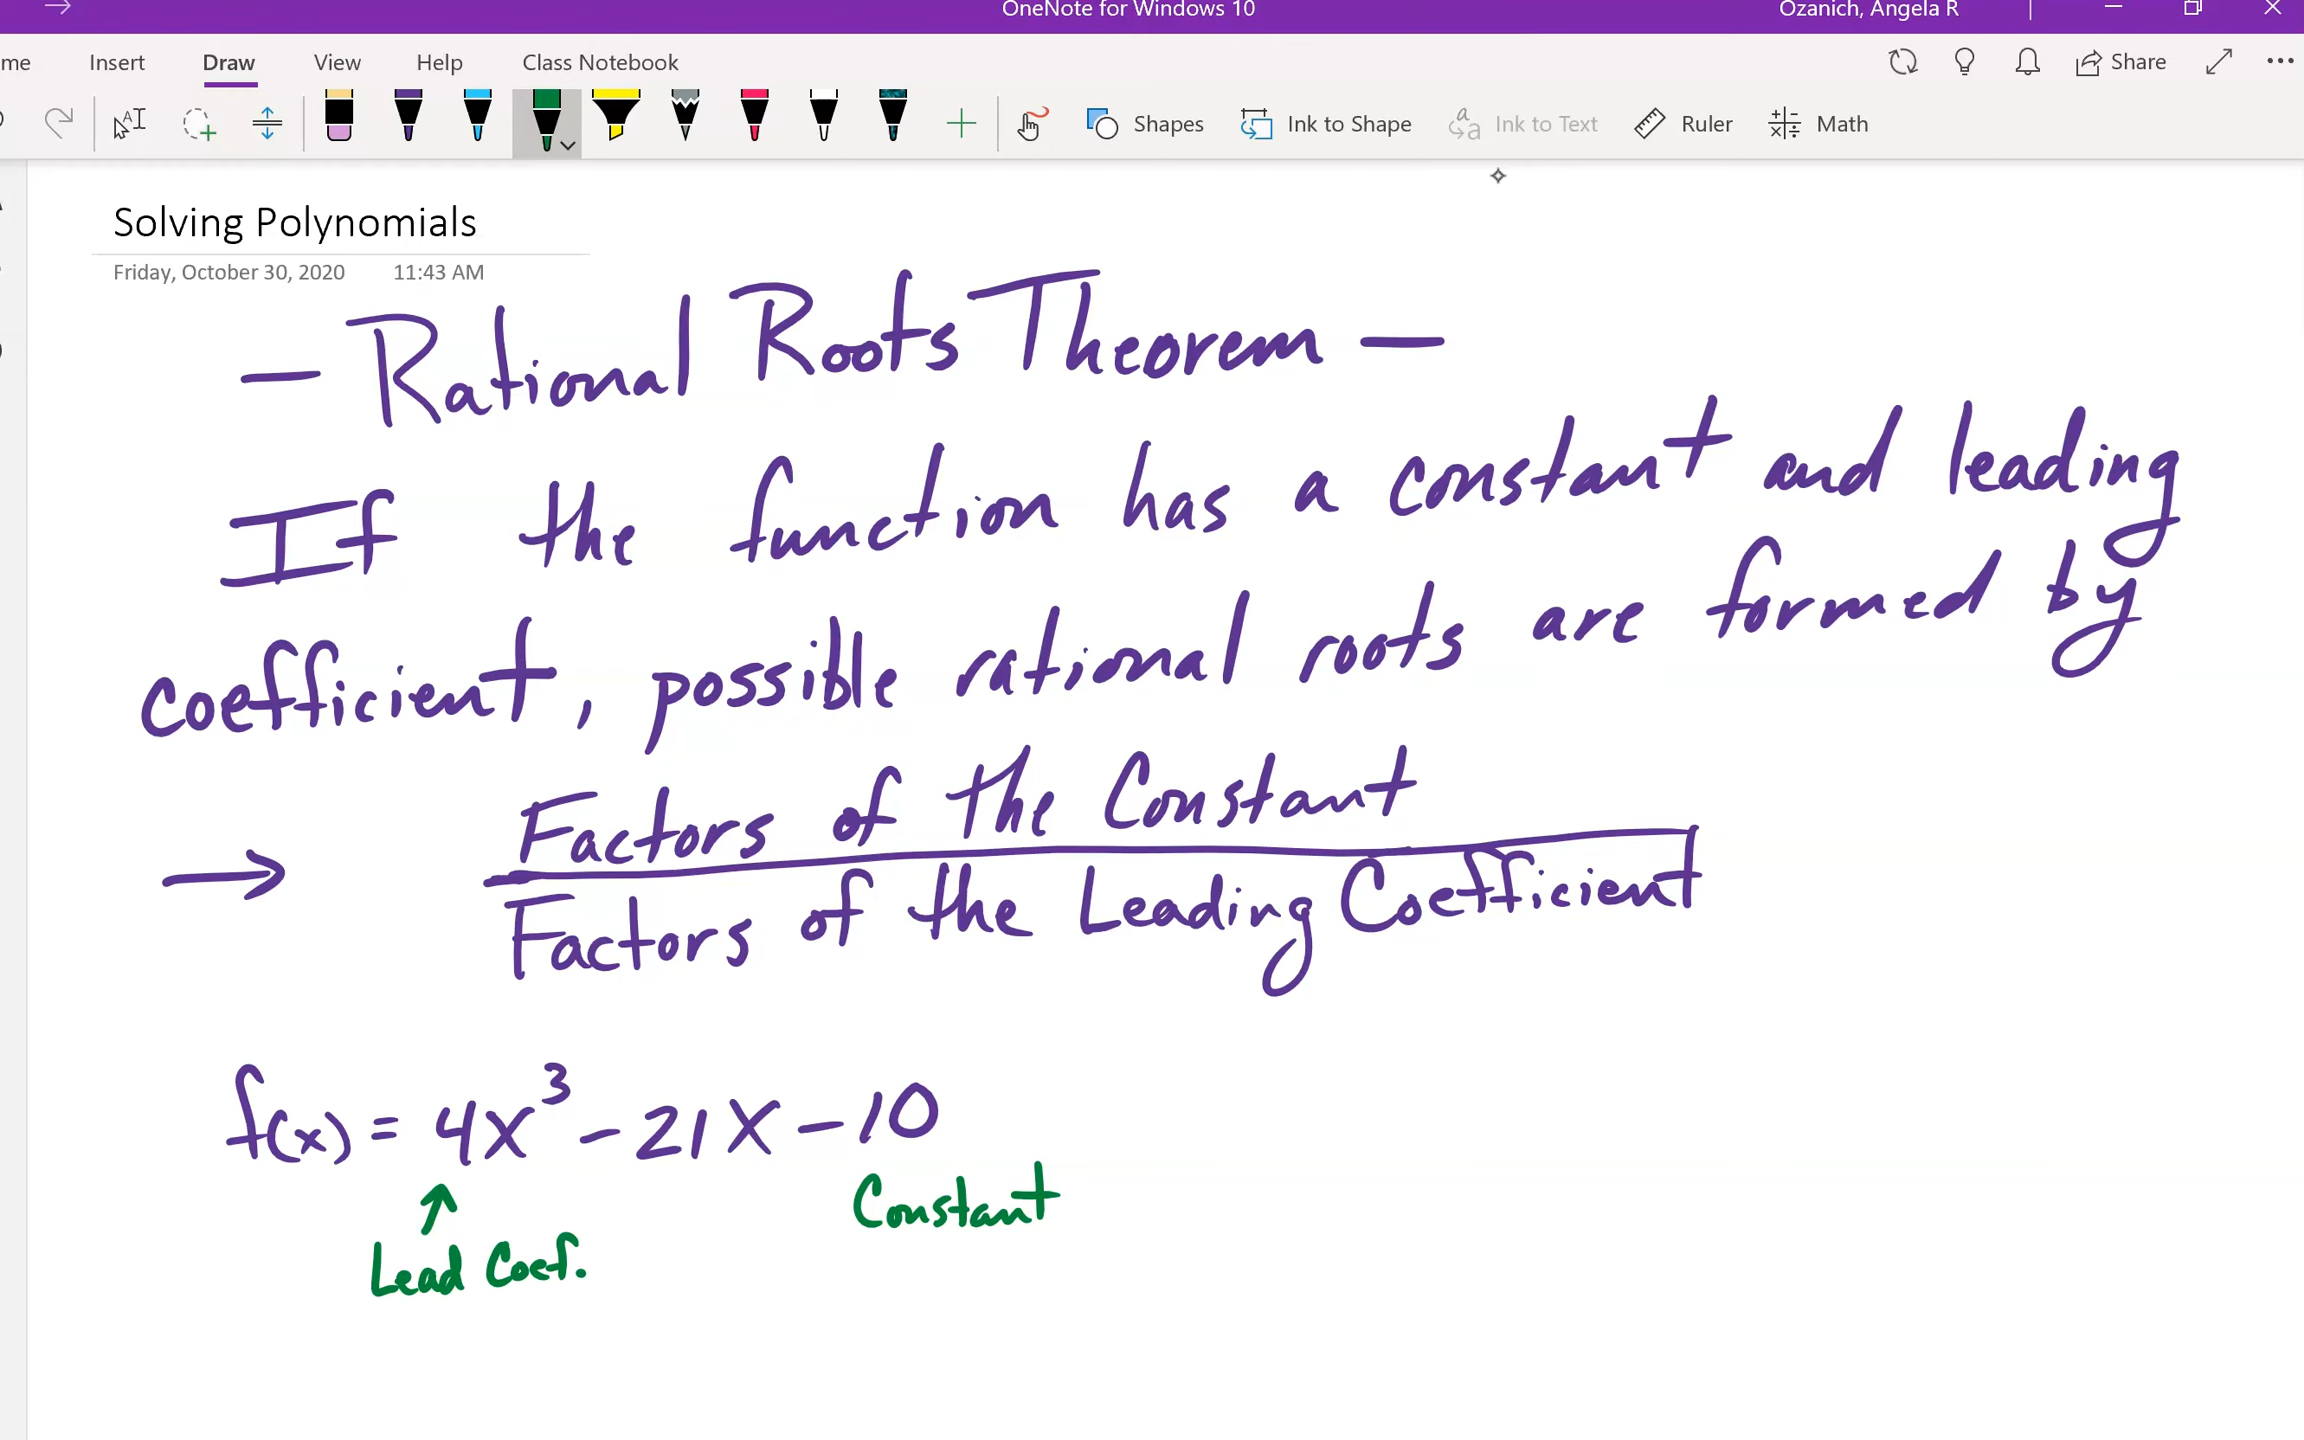 OneNote for Windows 10
Ozanich, Angela R
me Insert Draw View Help Class Notebook Share
Shapes Ink to Shape Ink to Text Ruler Math
Solving Polynomials
Friday, October 30, 2020 11:43 AM
— Rational Roots Theorem —
If the function has a constant and leading
coefficient, possible rational roots are formed by
→ Factors of the Constant
Factors of the Leading Coefficient
f(x) = 4x³ - 21x - 10
Constant
Lead Coef.